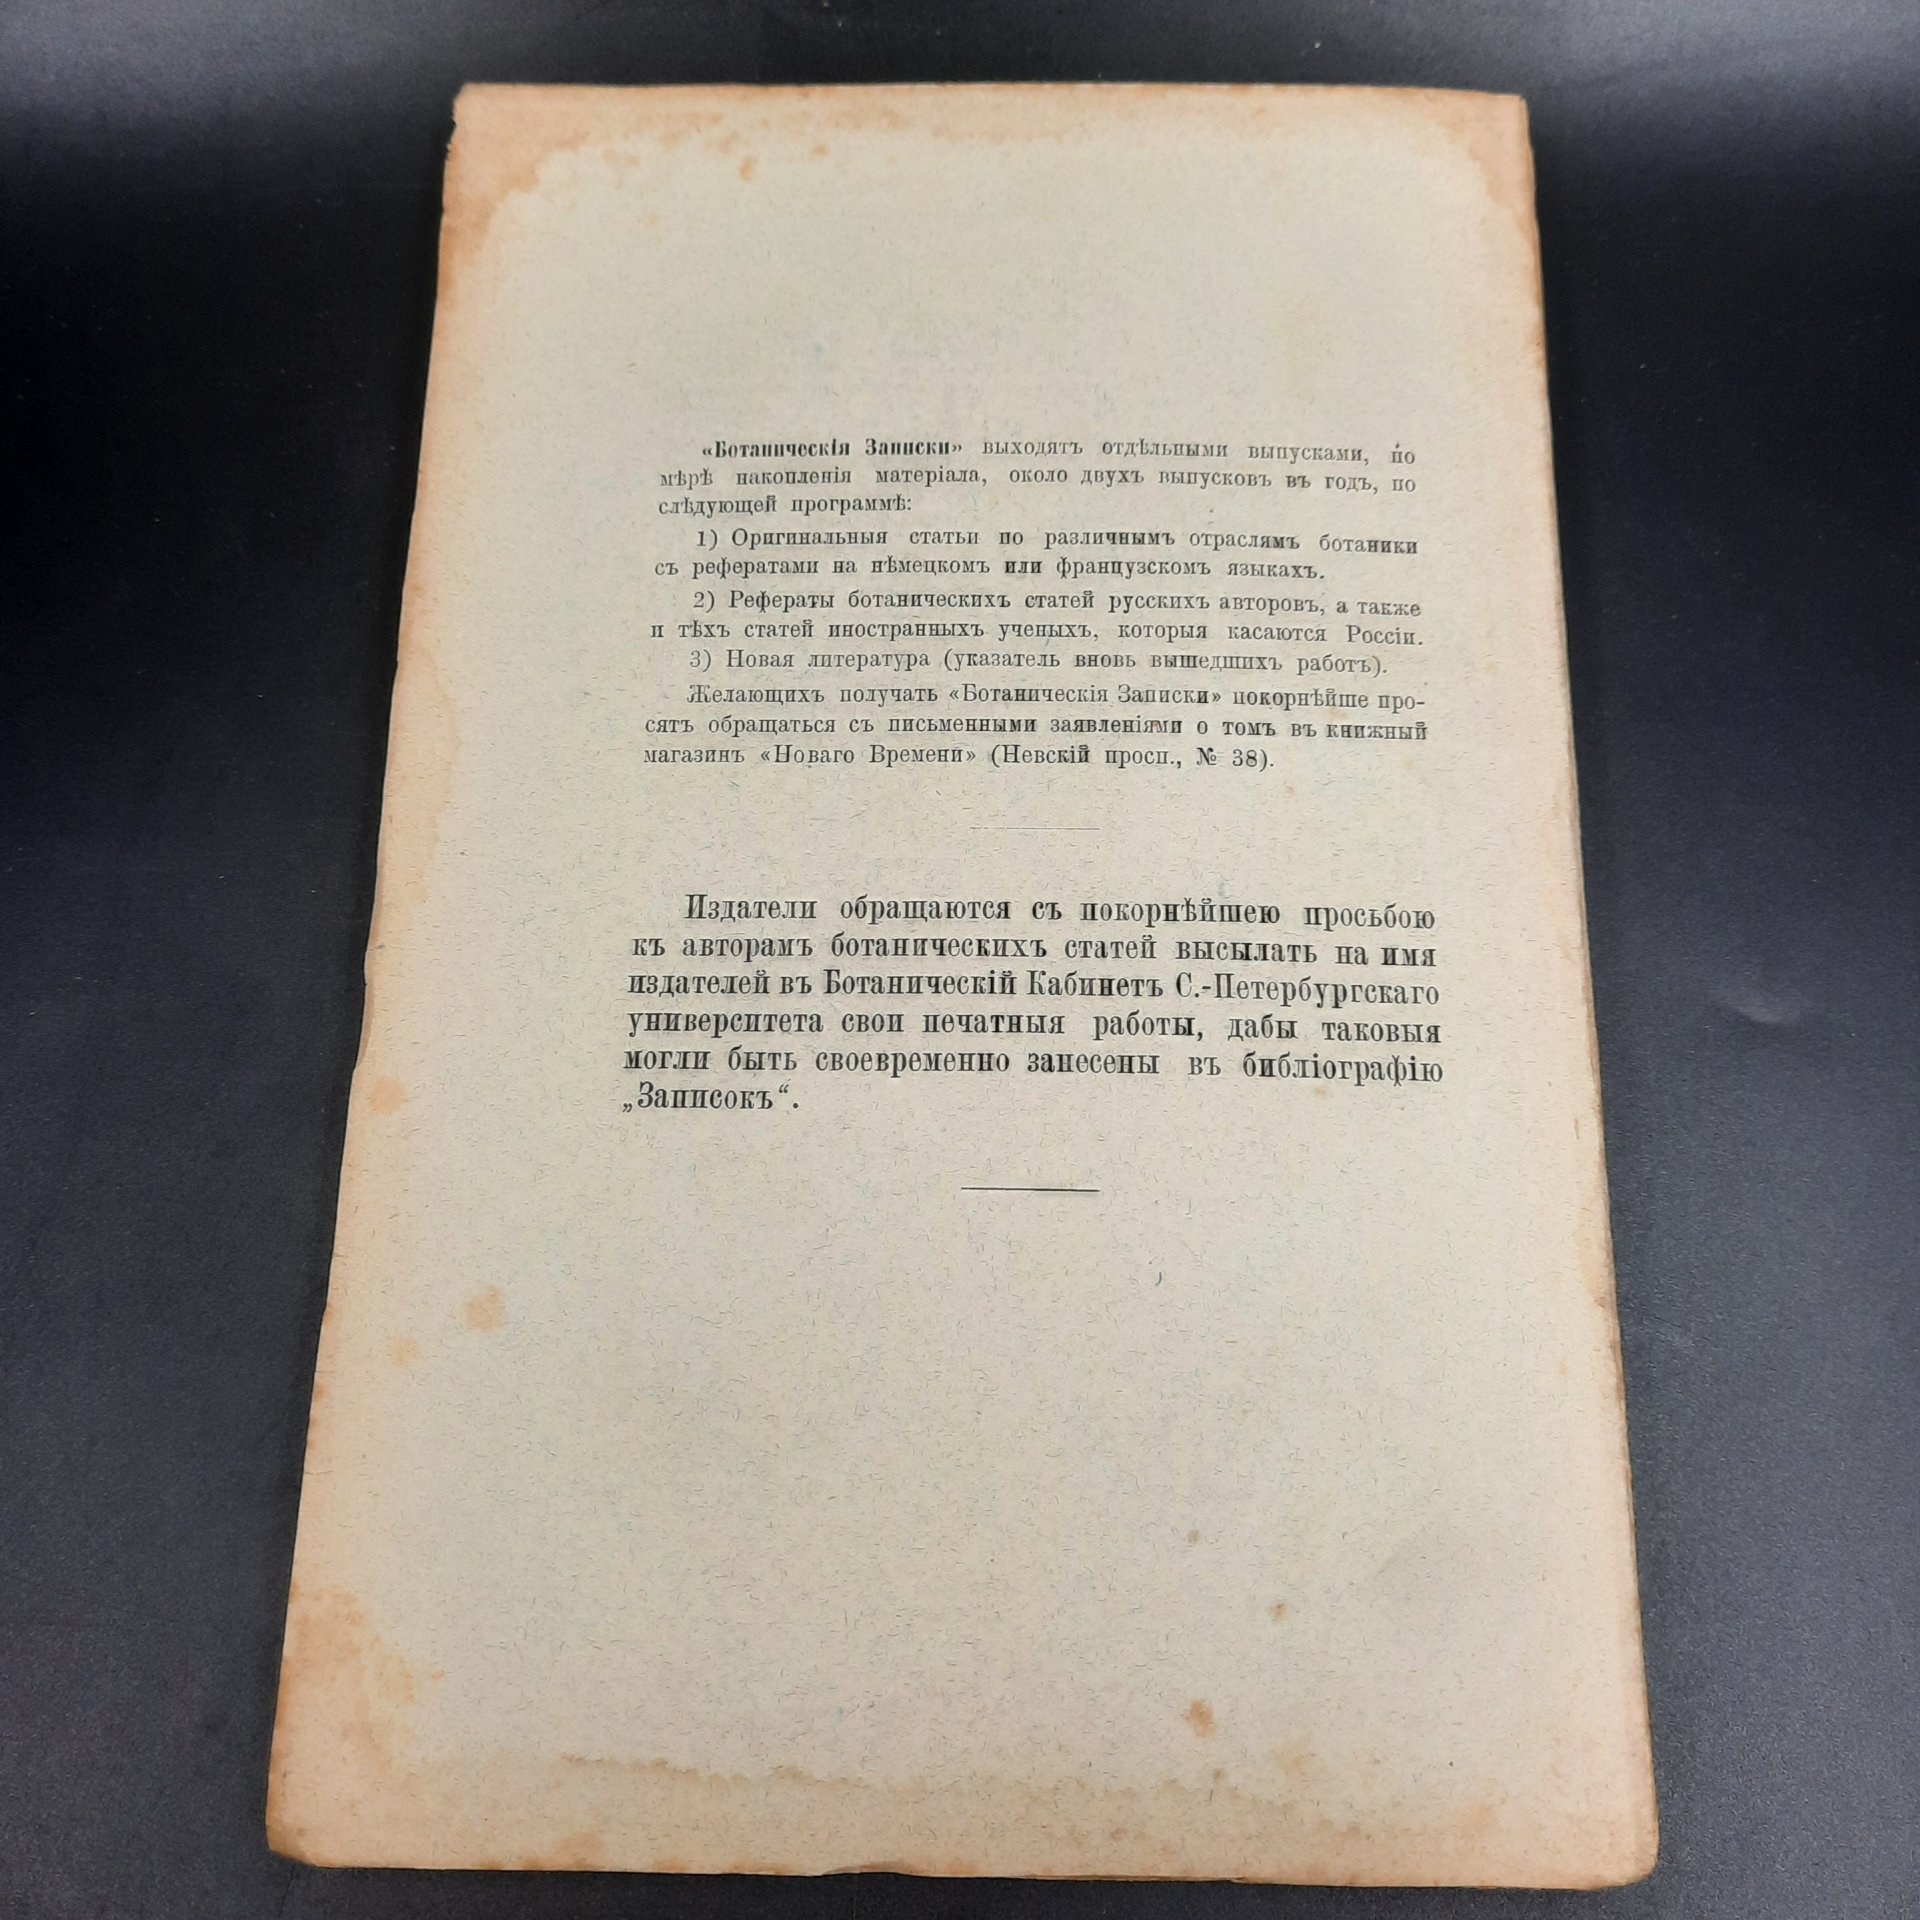 «Ботаническія Записки» выходятъ отдѣльными выпусками, по
мѣрѣ накопленія матеріала, около двухъ выпусковъ въ годъ, по
слѣдующей программѣ:
1) Оригинальныя статьи по различнымъ отраслямъ ботаники
съ рефератами на нѣмецкомъ или французскомъ языкахъ.
2) Рефераты ботаническихъ статей русскихъ авторовъ, а также
и тѣхъ статей иностранныхъ ученыхъ, которыя касаются Россіи.
3) Новая литература (указатель вновь вышедшихъ работъ).
Желающихъ получать «Ботаническія Записки» покорнѣйше про-
сятъ обращаться съ письменными заявленіями о томъ въ книжный
магазинъ «Новаго Времени» (Невскій просп., № 38).
Издатели обращаются съ покорнѣйшею просьбою
къ авторамъ ботаническихъ статей высылать на имя
издателей въ Ботаническій Кабинетъ С.-Петербургскаго
университета свои печатныя работы, дабы таковыя
могли быть своевременно занесены въ библіографію
„Записокъ“.